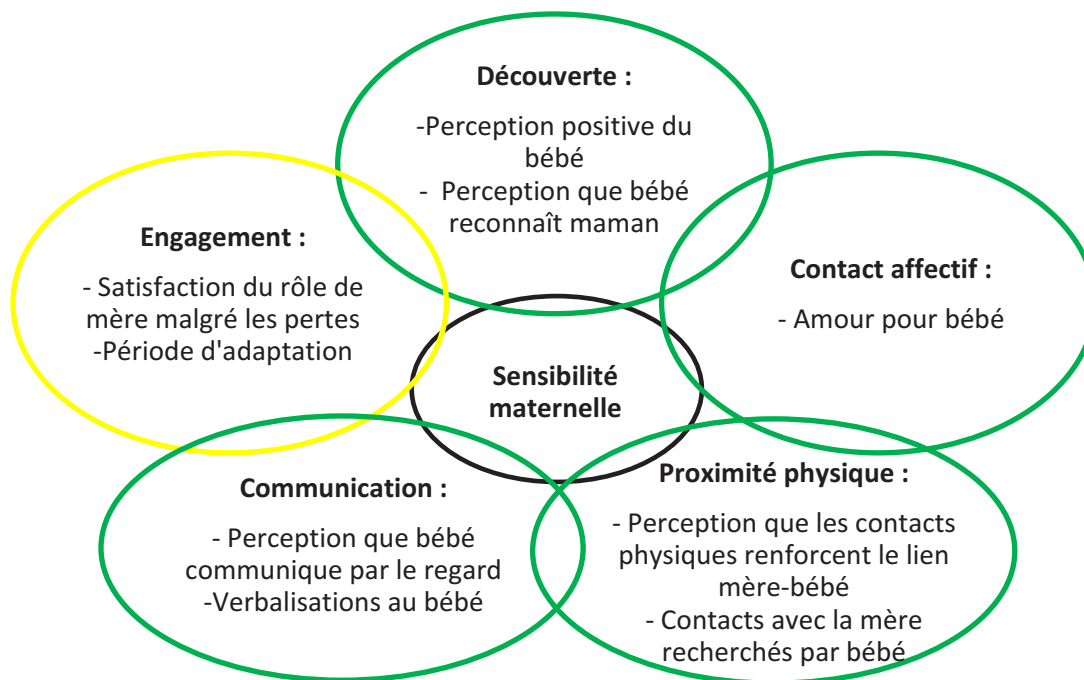 Découverte :
-Perception positive du
bébé
- Perception que bébé
reconnaît maman
Engagement :
- Satisfaction du rôle de
mère malgré les pertes
-Période d'adaptation
Contact affectif :
- Amour pour bébé
Sensibilité
maternelle
Communication :
- Perception que bébé
communique par le regard
-Verbalisations au bébé
Proximité physique :
- Perception que les contacts
physiques renforcent le lien
mère-bébé
- Contacts avec la mère
recherchés par bébé